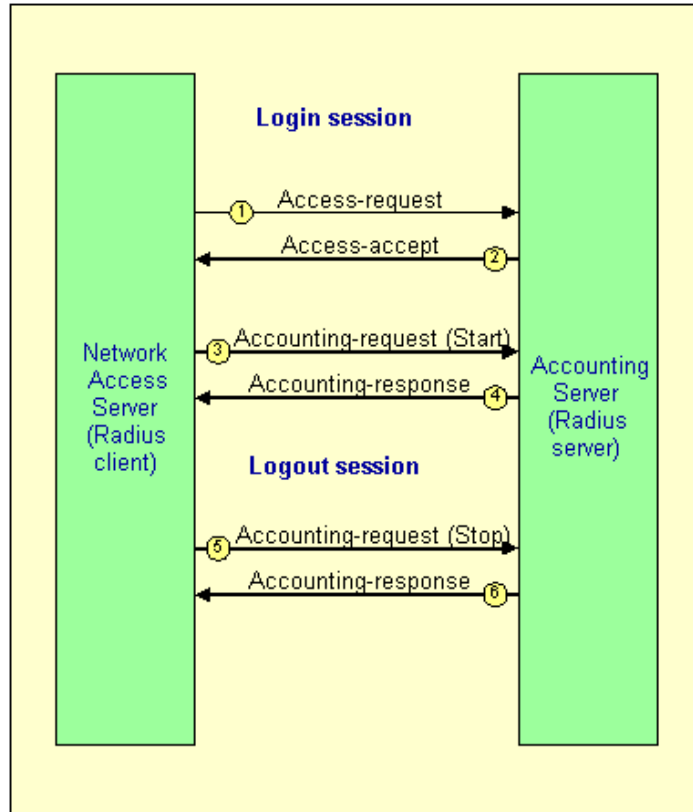 Login session
1
Access-request
Access-accept
2
3
Accounting-request (Start)
Accounting-response
4
Network
Access
Server
(Radius
client)
Accounting
Server
(Radius
server)
Logout session
5
Accounting-request (Stop)
Accounting-response
6